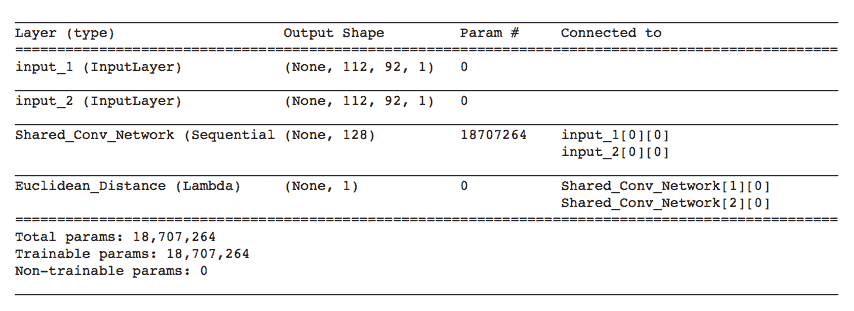 Layer (type) Output Shape Param # Connected to
input_1 (InputLayer) (None, 112, 92, 1) 0
input_2 (InputLayer) (None, 112, 92, 1) 0
Shared_Conv_Network (Sequential (None, 128) 18707264 input_1[0][0]
input_2[0][0]
Euclidean_Distance (Lambda) (None, 1) 0 Shared_Conv_Network[1][0]
Shared_Conv_Network[2][0]
Total params: 18,707,264
Trainable params: 18,707,264
Non-trainable params: 0